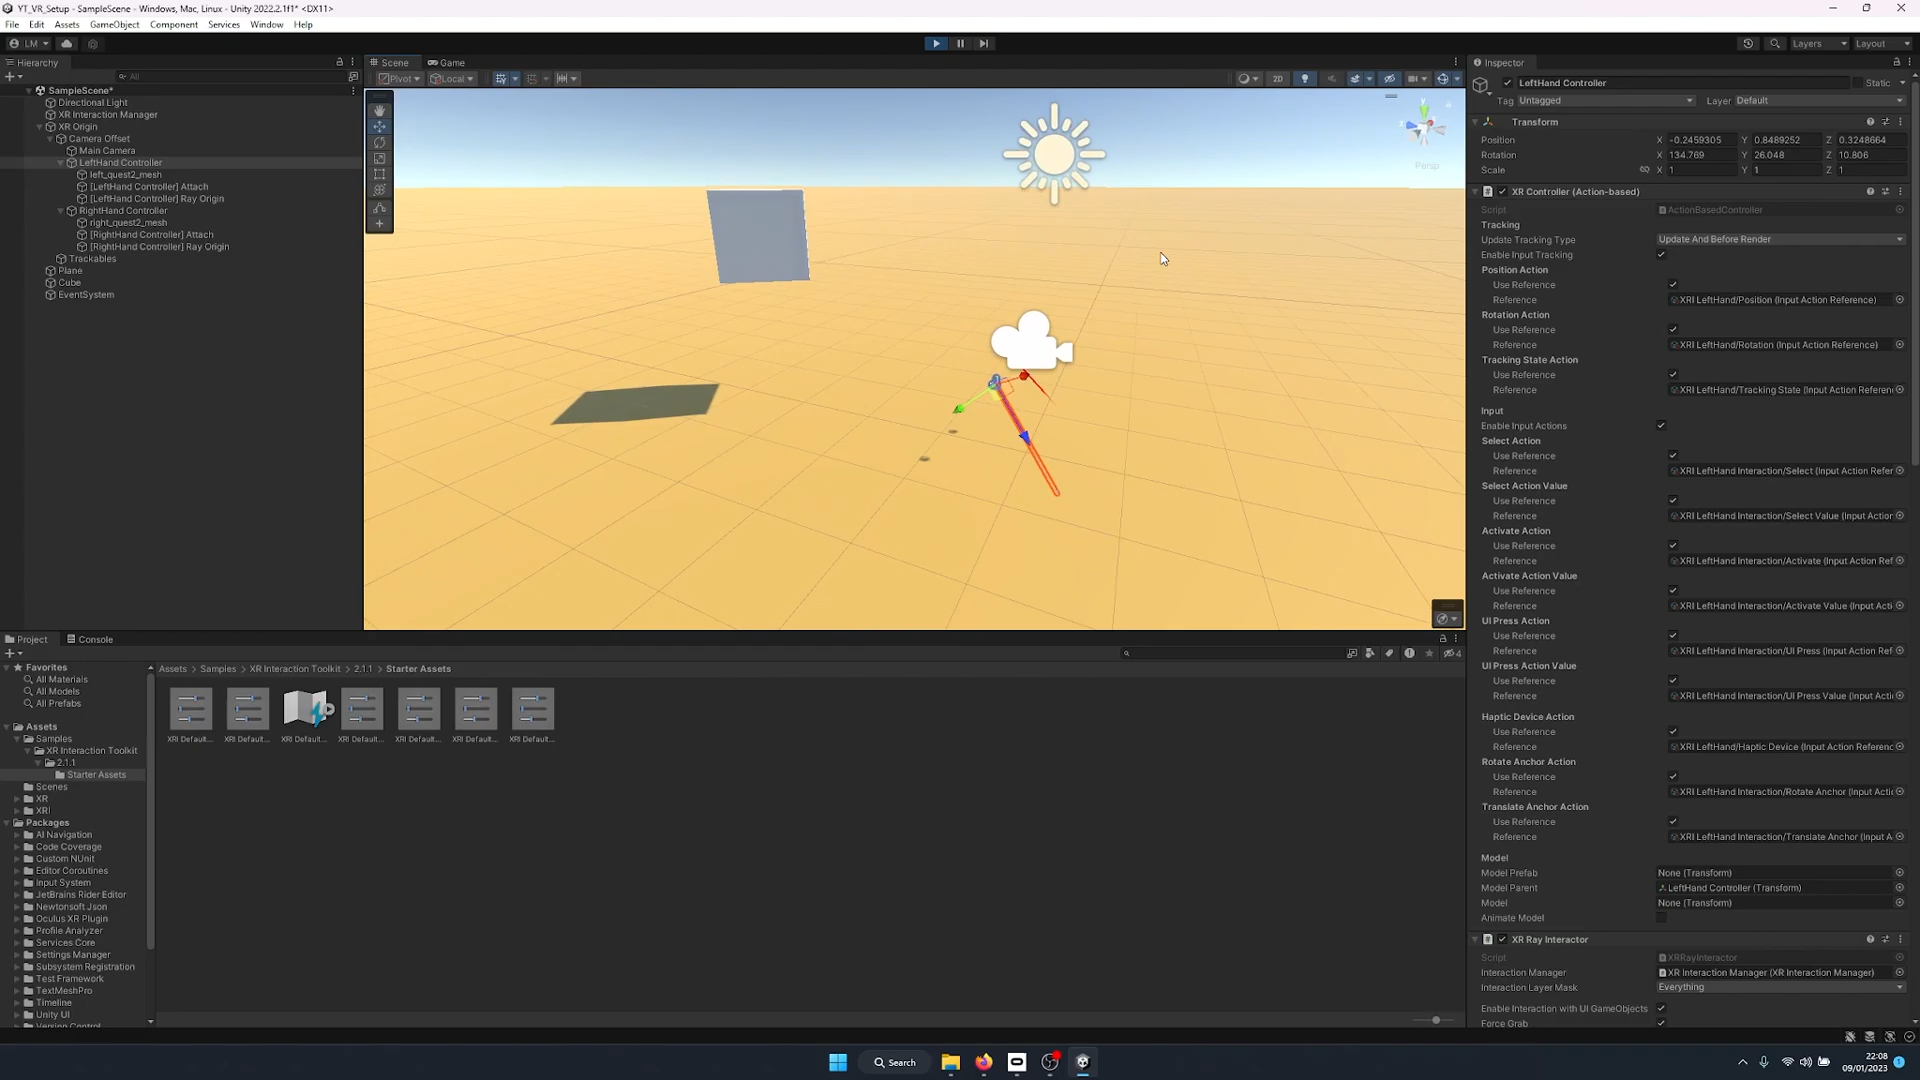 YT_VR_Setup - SampleScene - Windows, Mac, Linux - Unity 2022.2.1f1* <DX11>
File Edit Assets GameObject Component Services Window Help
LM Layers Layout
Hierarchy
All
SampleScene*
Directional Light
XR Interaction Manager
XR Origin
Camera Offset
Main Camera
LeftHand Controller
left_quest2_mesh
[LeftHand Controller] Attach
[LeftHand Controller] Ray Origin
RightHand Controller
right_quest2_mesh
[RightHand Controller] Attach
[RightHand Controller] Ray Origin
Trackables
Plane
Cube
EventSystem
Scene Game
Pivot Local 2D
Persp
Inspector
LeftHand Controller Static
Tag Untagged Layer Default
Transform
Position X -0.2459305 Y 0.8489252 Z 0.3248664
Rotation X 134.769 Y 26.048 Z 10.806
Scale X 1 Y 1 Z 1
XR Controller (Action-based)
Script ActionBasedController
Tracking
Update Tracking Type Update And Before Render
Enable Input Tracking
Position Action
Use Reference
Reference XRI LeftHand/Position (Input Action Reference)
Rotation Action
Use Reference
Reference XRI LeftHand/Rotation (Input Action Reference)
Tracking State Action
Use Reference
Reference XRI LeftHand/Tracking State (Input Action Referen
Input
Enable Input Actions
Select Action
Use Reference
Reference XRI LeftHand Interaction/Select (Input Action Refer
Select Action Value
Use Reference
Reference XRI LeftHand Interaction/Select Value (Input Action
Activate Action
Use Reference
Reference XRI LeftHand Interaction/Activate (Input Action Ref
Activate Action Value
Use Reference
Reference XRI LeftHand Interaction/Activate Value (Input Acti
UI Press Action
Use Reference
Reference XRI LeftHand Interaction/UI Press (Input Action Ref
UI Press Action Value
Use Reference
Reference XRI LeftHand Interaction/UI Press Value (Input Acti
Haptic Device Action
Use Reference
Reference XRI LeftHand/Haptic Device (Input Action Referenc
Rotate Anchor Action
Use Reference
Reference XRI LeftHand Interaction/Rotate Anchor (Input Acti
Translate Anchor Action
Use Reference
Reference XRI LeftHand Interaction/Translate Anchor (Input A
Model
Model Prefab None (Transform)
Model Parent LeftHand Controller (Transform)
Model None (Transform)
Animate Model
XR Ray Interactor
Script XRRayInteractor
Interaction Manager XR Interaction Manager (XR Interaction Manager)
Interaction Layer Mask Everything
Enable Interaction with UI GameObjects
Force Grab
Project Console
4
Favorites
All Materials
All Models
All Prefabs
Assets
Samples
XR Interaction Toolkit
2.1.1
Starter Assets
Scenes
XR
XRI
Packages
AI Navigation
Code Coverage
Custom NUnit
Editor Coroutines
Input System
JetBrains Rider Editor
Newtonsoft Json
Oculus XR Plugin
Profile Analyzer
Services Core
Settings Manager
Subsystem Registration
Test Framework
TextMeshPro
Timeline
Unity UI
Version Control
Assets > Samples > XR Interaction Toolkit > 2.1.1 > Starter Assets
XRI Default... XRI Default... XRI Default... XRI Default... XRI Default... XRI Default... XRI Default...
Search
22:08
09/01/2023
1